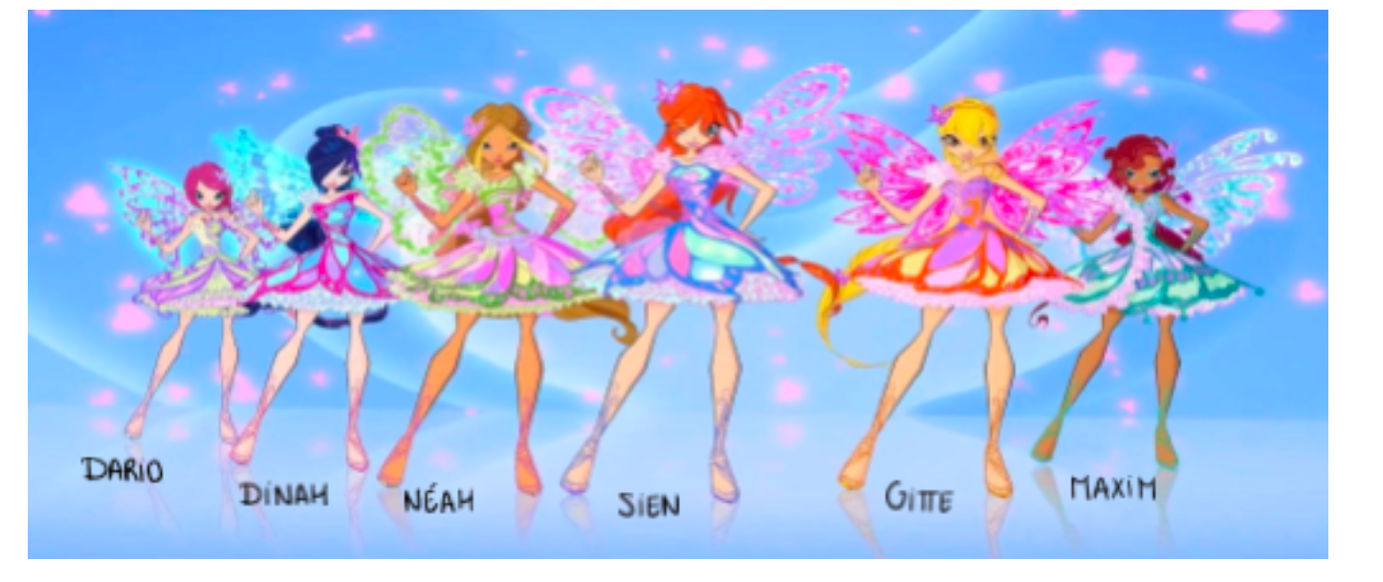 DARIO
DINAH
NÉAH
SIEN
GITTE
MAXIM